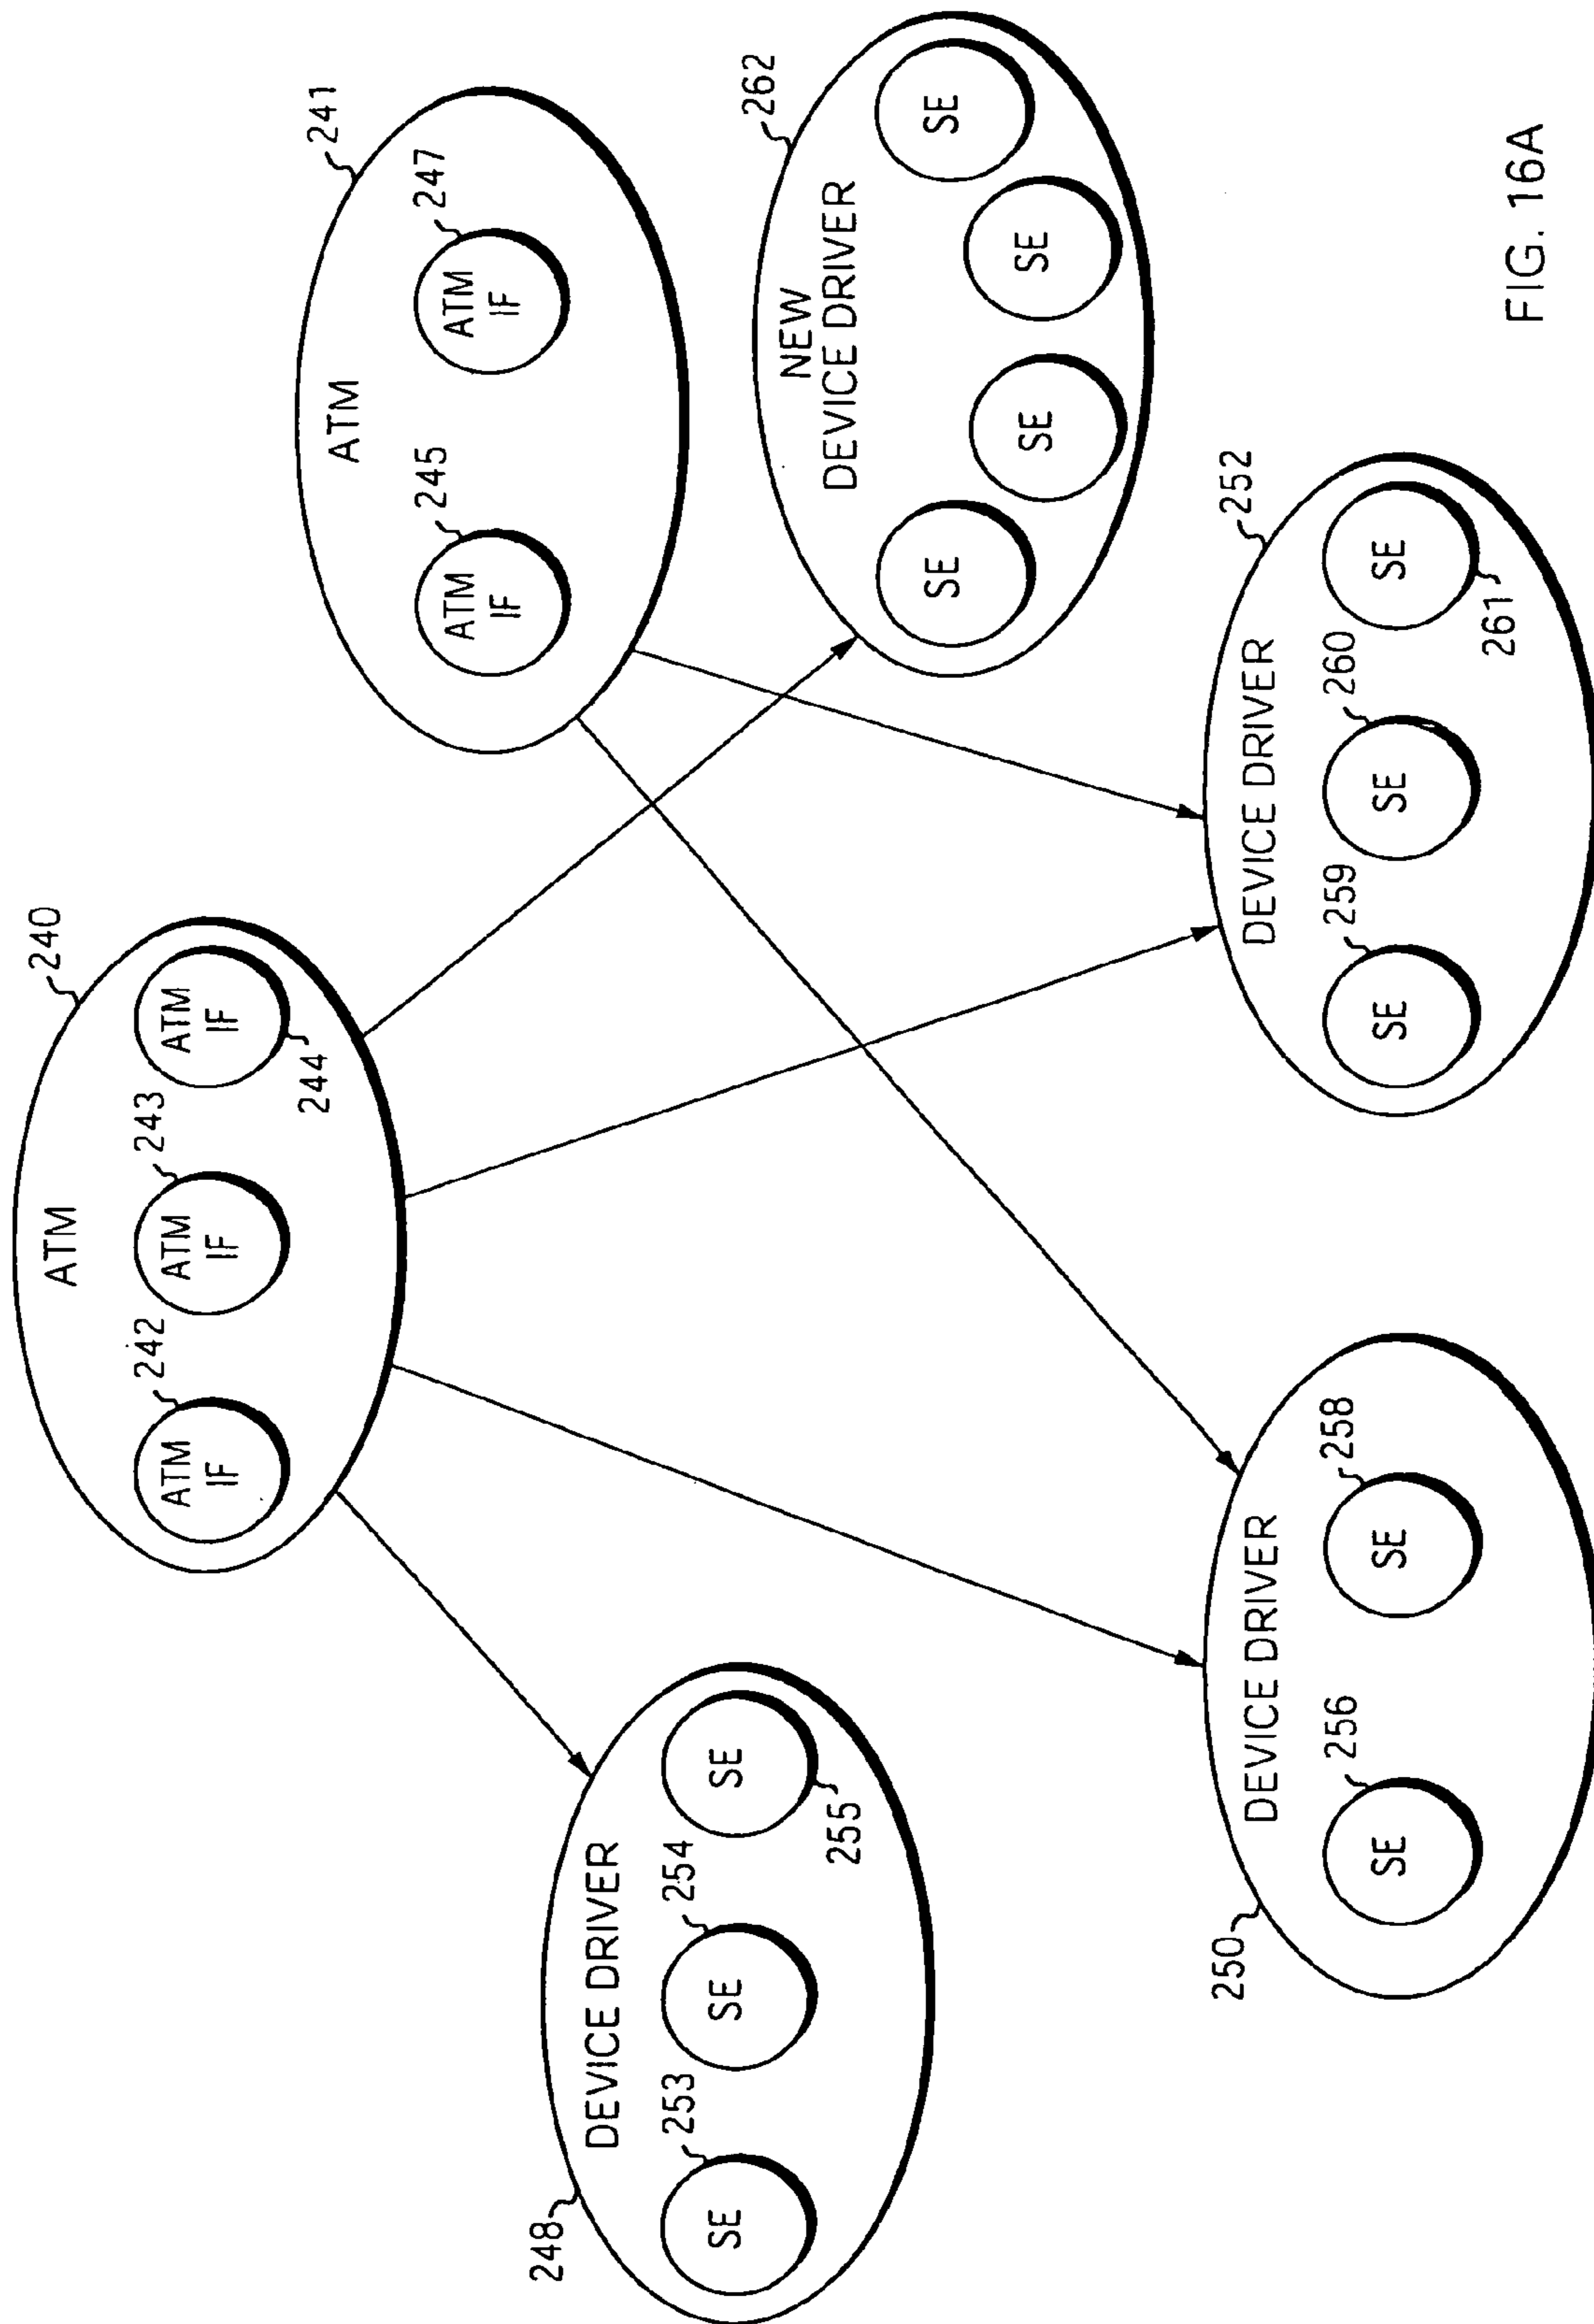 240
ATM
242
243
ATM
IF
ATM
IF
ATM
IF
244
241
ATM
245
247
ATM
IF
ATM
IF
248
DEVICE DRIVER
253
254
SE
SE
SE
255
262
NEW
DEVICE DRIVER
SE
SE
SE
SE
250
DEVICE DRIVER
256
258
SE
SE
252
DEVICE DRIVER
259
260
SE
SE
SE
261
FIG. 16A